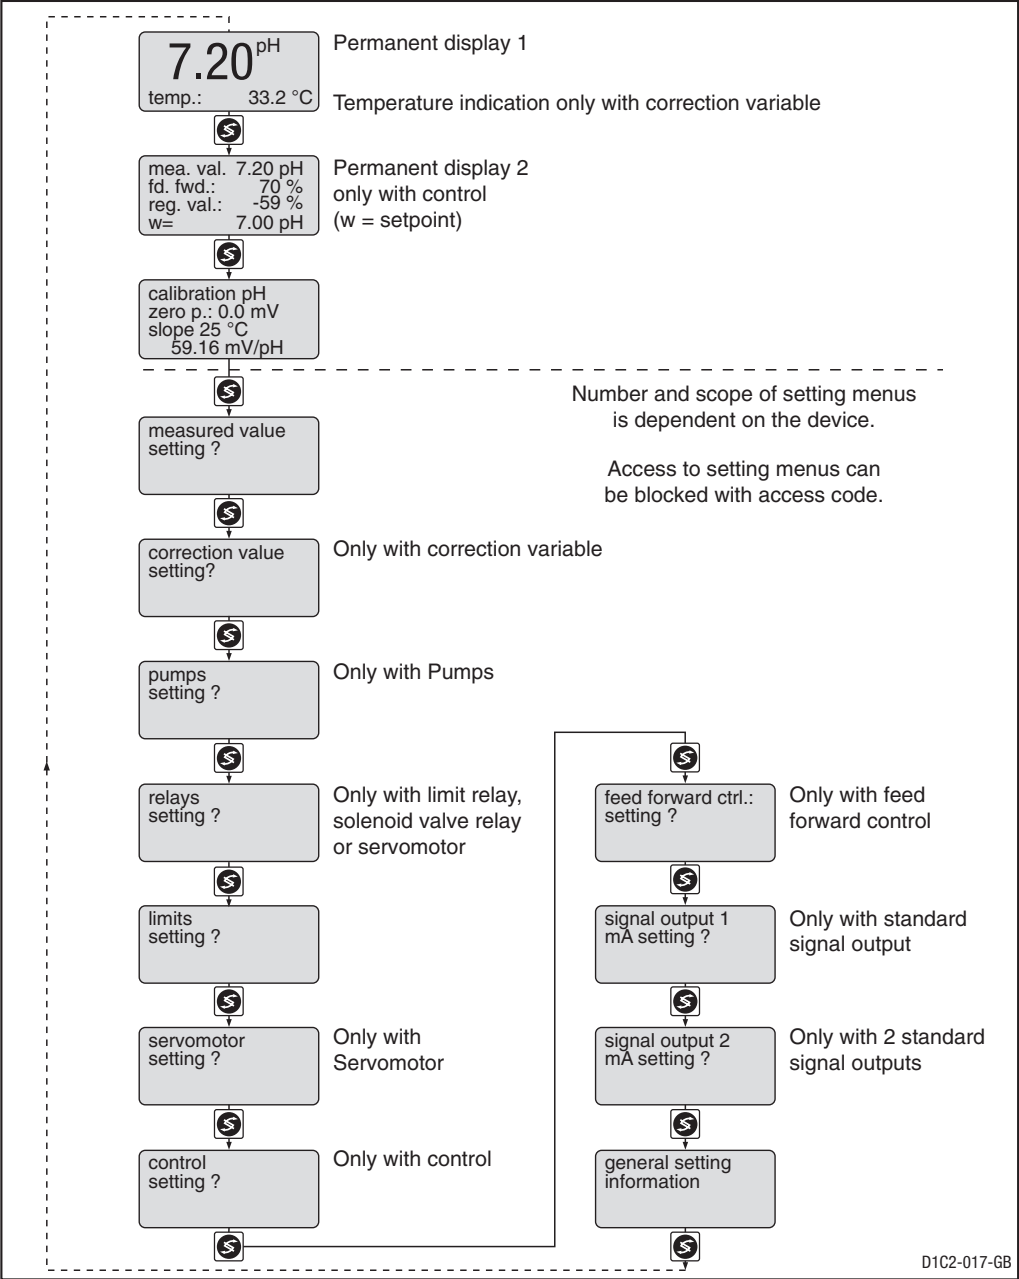 7.20 pH
temp.: 33.2 °C
Permanent display 1
Temperature indication only with correction variable
mea. val. 7.20 pH
fd. fwd.: 70 %
reg. val.: -59 %
w= 7.00 pH
Permanent display 2
only with control
(w = setpoint)
calibration pH
zero p.: 0.0 mV
slope 25 °C
59.16 mV/pH
Number and scope of setting menus
is dependent on the device.
Access to setting menus can
be blocked with access code.
measured value
setting ?
correction value
setting?
Only with correction variable
pumps
setting ?
Only with Pumps
relays
setting ?
Only with limit relay,
solenoid valve relay
or servomotor
limits
setting ?
servomotor
setting ?
Only with
Servomotor
control
setting ?
Only with control
feed forward ctrl.:
setting ?
Only with feed
forward control
signal output 1
mA setting ?
Only with standard
signal output
signal output 2
mA setting ?
Only with 2 standard
signal outputs
general setting
information
D1C2-017-GB